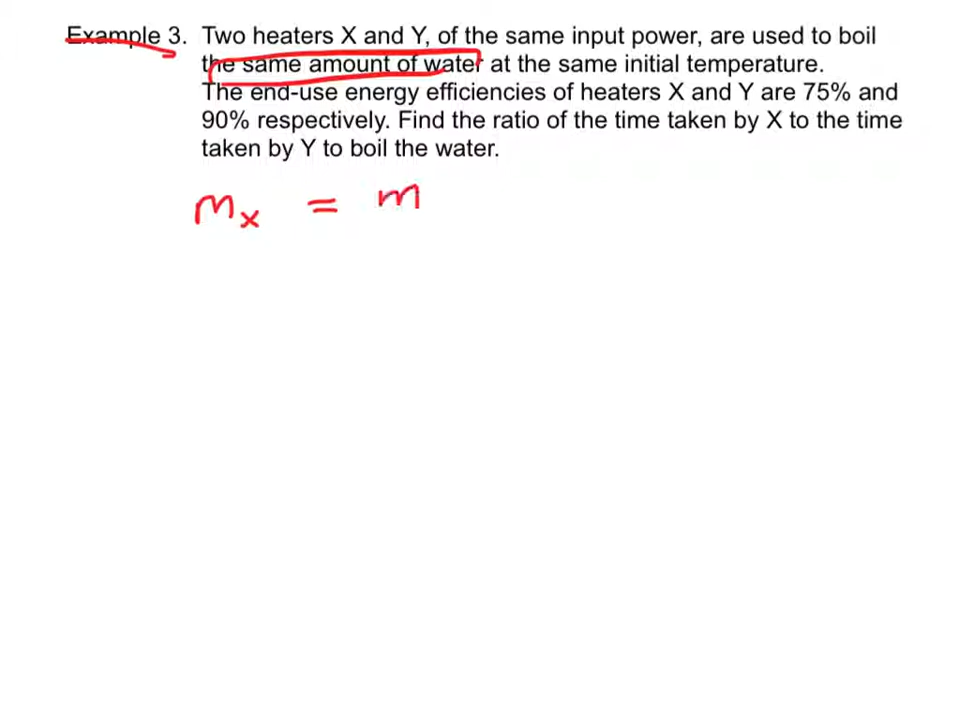 Example 3. Two heaters X and Y, of the same input power, are used to boil
the same amount of water at the same initial temperature.
The end-use energy efficiencies of heaters X and Y are 75% and
90% respectively. Find the ratio of the time taken by X to the time
taken by Y to boil the water.
mx = m